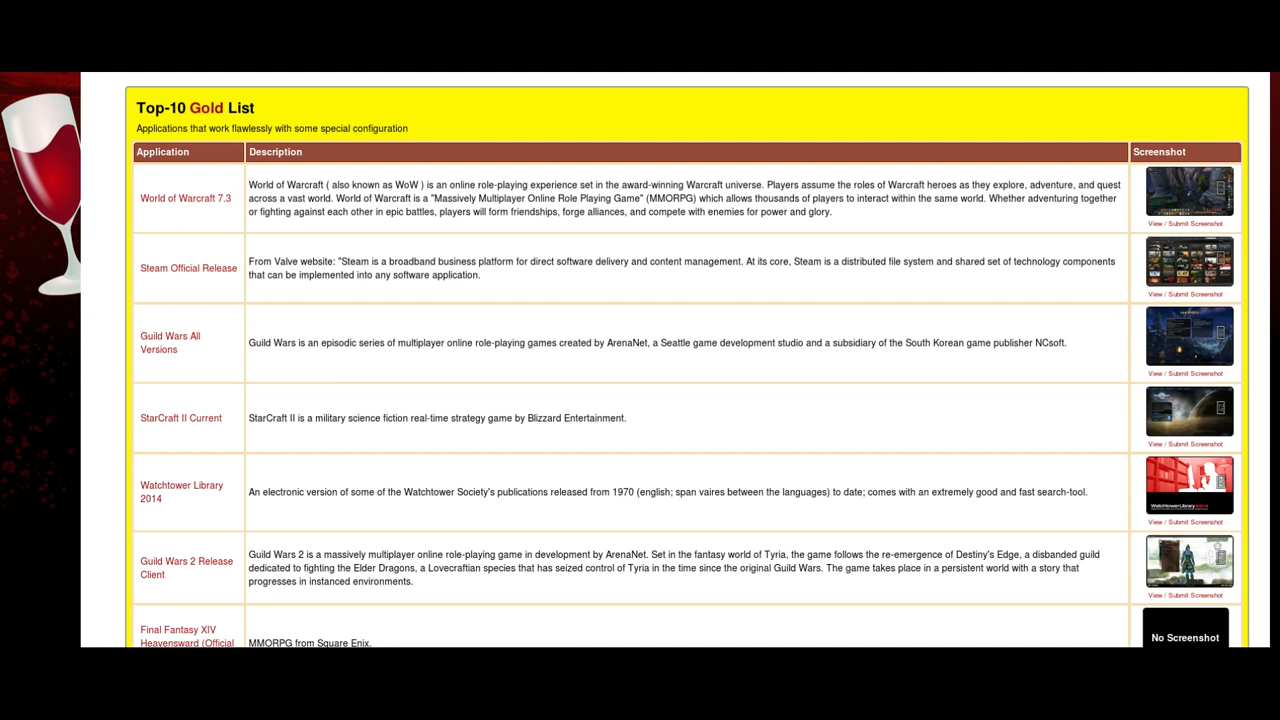 Top-10 Gold List
Applications that work flawlessly with some special configuration
Application Description Screenshot
World of Warcraft 7.3
World of Warcraft ( also known as WoW ) is an online role-playing experience set in the award-winning Warcraft universe. Players assume the roles of Warcraft heroes as they explore, adventure, and quest
across a vast world. World of Warcraft is a "Massively Multiplayer Online Role Playing Game" (MMORPG) which allows thousands of players to interact within the same world. Whether adventuring together
or fighting against each other in epic battles, players will form friendships, forge alliances, and compete with enemies for power and glory.
View / Submit Screenshot
Steam Official Release
From Valve website: "Steam is a broadband business platform for direct software delivery and content management. At its core, Steam is a distributed file system and shared set of technology components
that can be implemented into any software application.
View / Submit Screenshot
Guild Wars All
Versions
Guild Wars is an episodic series of multiplayer online role-playing games created by ArenaNet, a Seattle game development studio and a subsidiary of the South Korean game publisher NCsoft.
View / Submit Screenshot
StarCraft II Current
StarCraft II is a military science fiction real-time strategy game by Blizzard Entertainment.
View / Submit Screenshot
Watchtower Library
2014
An electronic version of some of the Watchtower Society's publications released from 1970 (english; span vaires between the languages) to date; comes with an extremely good and fast search-tool.
View / Submit Screenshot
Guild Wars 2 Release
Client
Guild Wars 2 is a massively multiplayer online role-playing game in development by ArenaNet. Set in the fantasy world of Tyria, the game follows the re-emergence of Destiny's Edge, a disbanded guild
dedicated to fighting the Elder Dragons, a Lovecraftian species that has seized control of Tyria in the time since the original Guild Wars. The game takes place in a persistent world with a story that
progresses in instanced environments.
View / Submit Screenshot
Final Fantasy XIV
Heavensward (Official
MMORPG from Square Enix.
No Screenshot